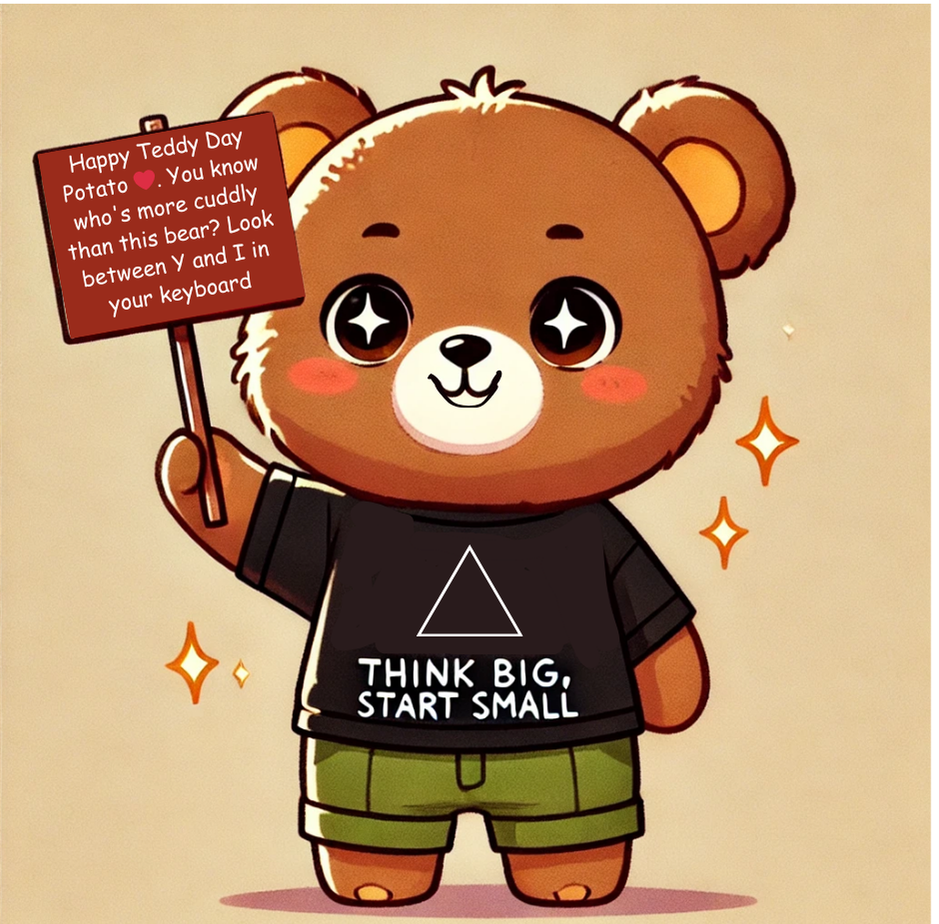 Happy Teddy Day
Potato ❤️. You know
who's more cuddly
than this bear? Look
between Y and I in
your keyboard
THINK BIG,
START SMALL